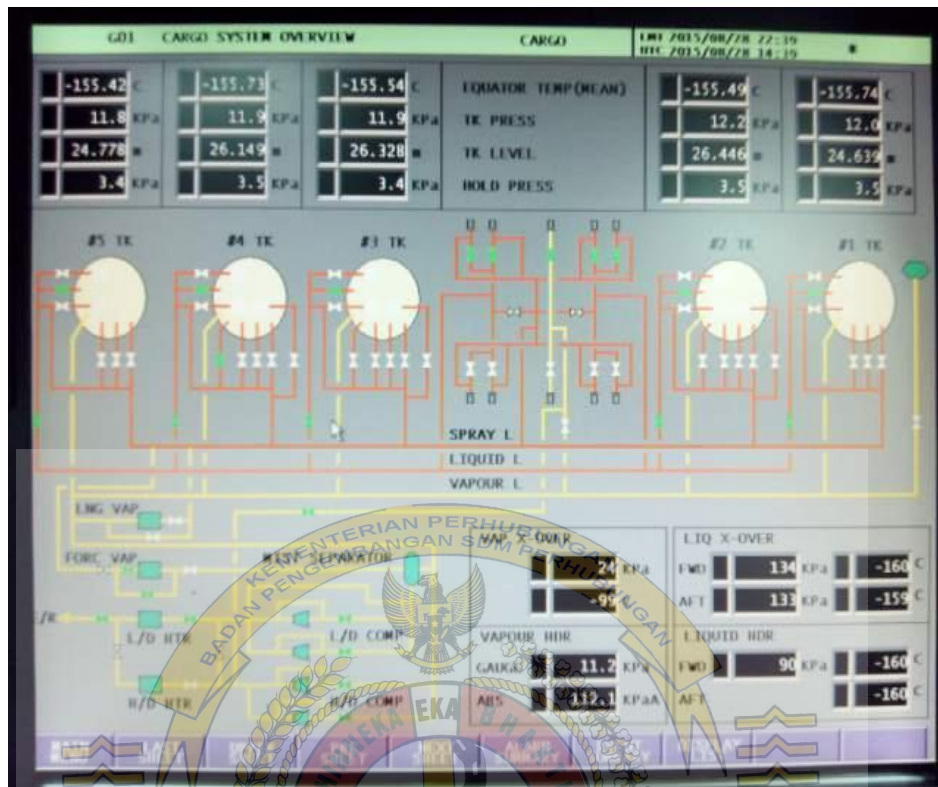 G01 CARGO SYSTEM OVERVIEW CARGO LMT 2015/08/28 22:39
UTC 2015/08/28 14:39 *
-155.42 C -155.73 C -155.54 C EQUATOR TEMP(MEAN) -155.49 C -155.74 C
11.8 KPa 11.9 KPa 11.9 KPa TK PRESS 12.2 KPa 12.0 KPa
24.778 m 26.149 m 26.328 m TK LEVEL 26.446 m 24.639 m
3.4 KPa 3.5 KPa 3.4 KPa HOLD PRESS 3.5 KPa 3.5 KPa
#5 TK #4 TK #3 TK #2 TK #1 TK
SPRAY L
LIQUID L
VAPOUR L
LNG VAP
FORC VAP
MIST SEPARATOR
E/R
L/D HTR
L/D COMP
H/D HTR
H/D COMP
VAP X-OVER
24 KPa
-99
LIQ X-OVER
FWD 134 KPa -160 C
AFT 133 KPa -159 C
VAPOUR HDR
GAUGE 11.2 KPa
ABS 112.1 KPaA
LIQUID HDR
FWD 90 KPa -160 C
AFT -160 C
BADAN PENGEMBANGAN SDM PERHUBUNGAN
KEMENTERIAN PERHUBUNGAN